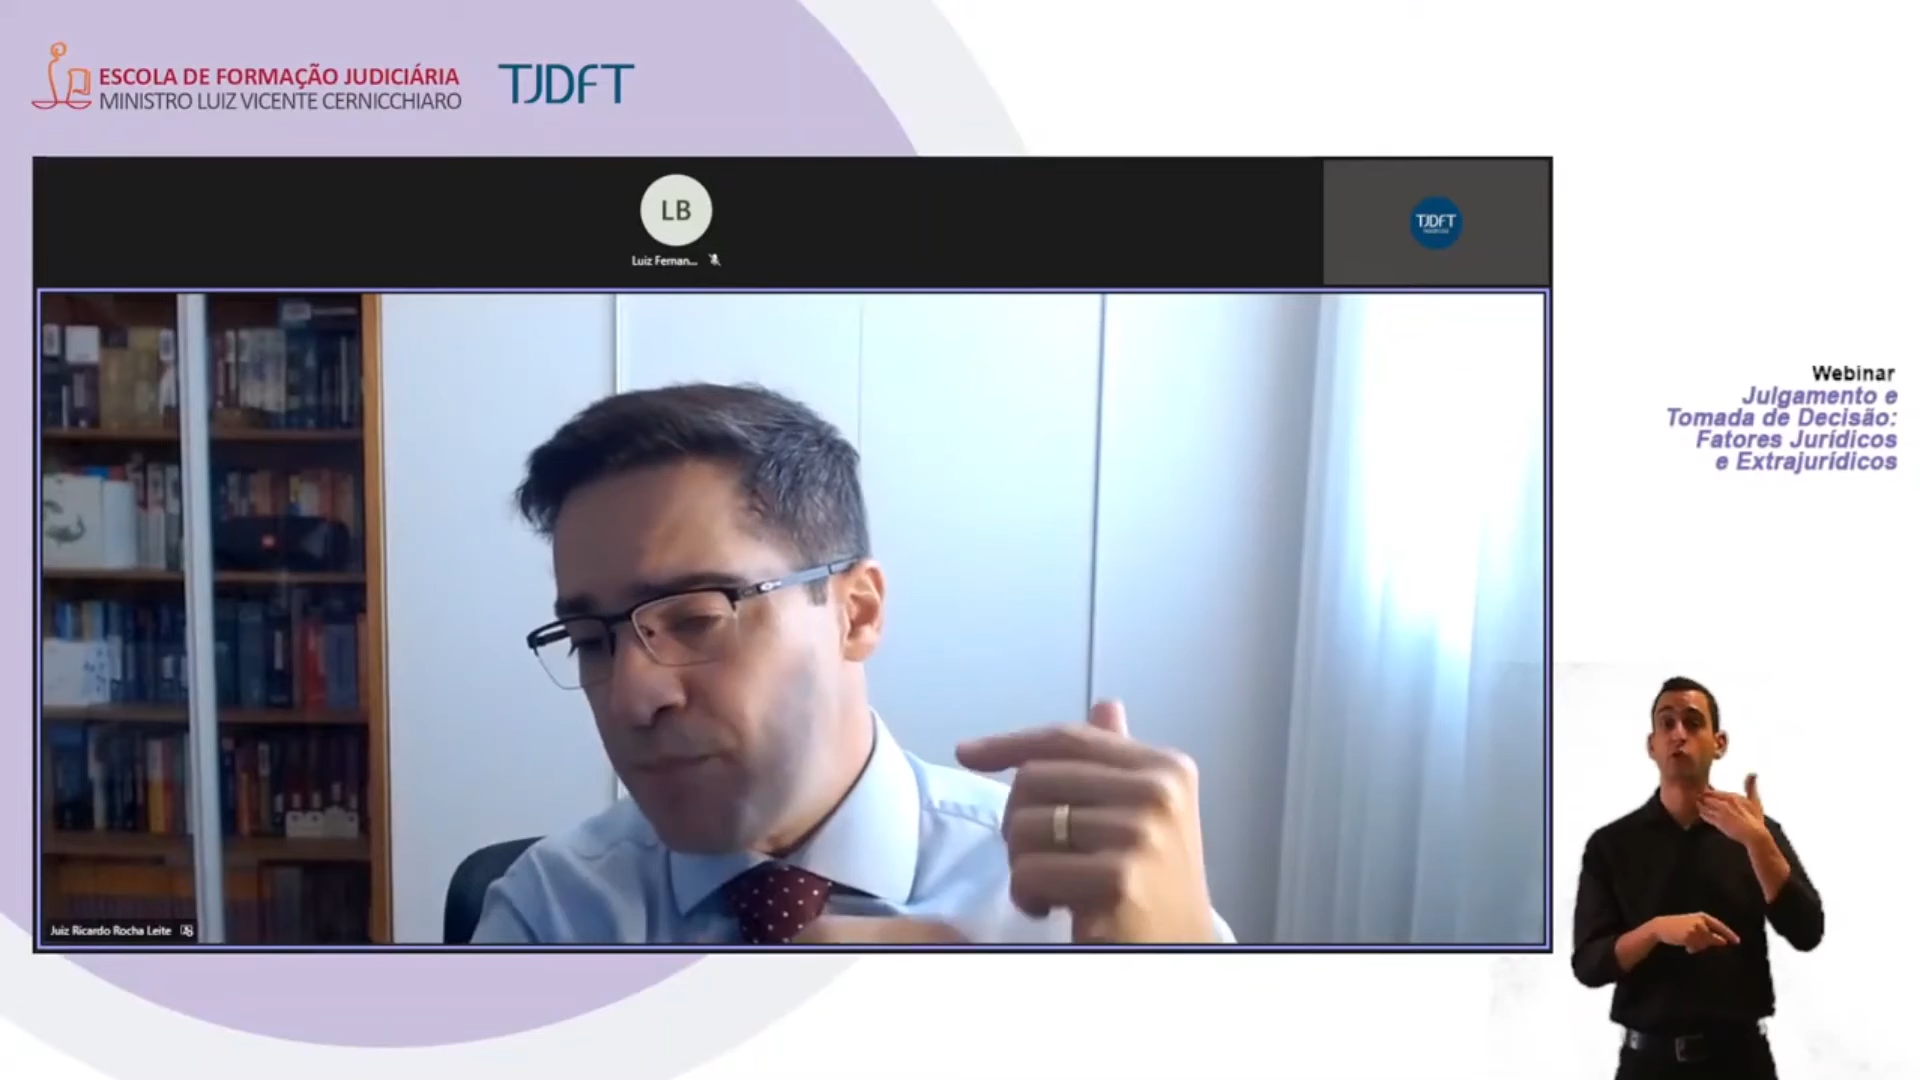 ESCOLA DE FORMAÇÃO JUDICIÁRIA
MINISTRO LUIZ VICENTE CERNICCHIARO
TJDFT
LB
Luiz Fernan...
TJDFT
Webinar
Julgamento e
Tomada de Decisão:
Fatores Jurídicos
e Extrajurídicos
Juiz Ricardo Rocha Leite